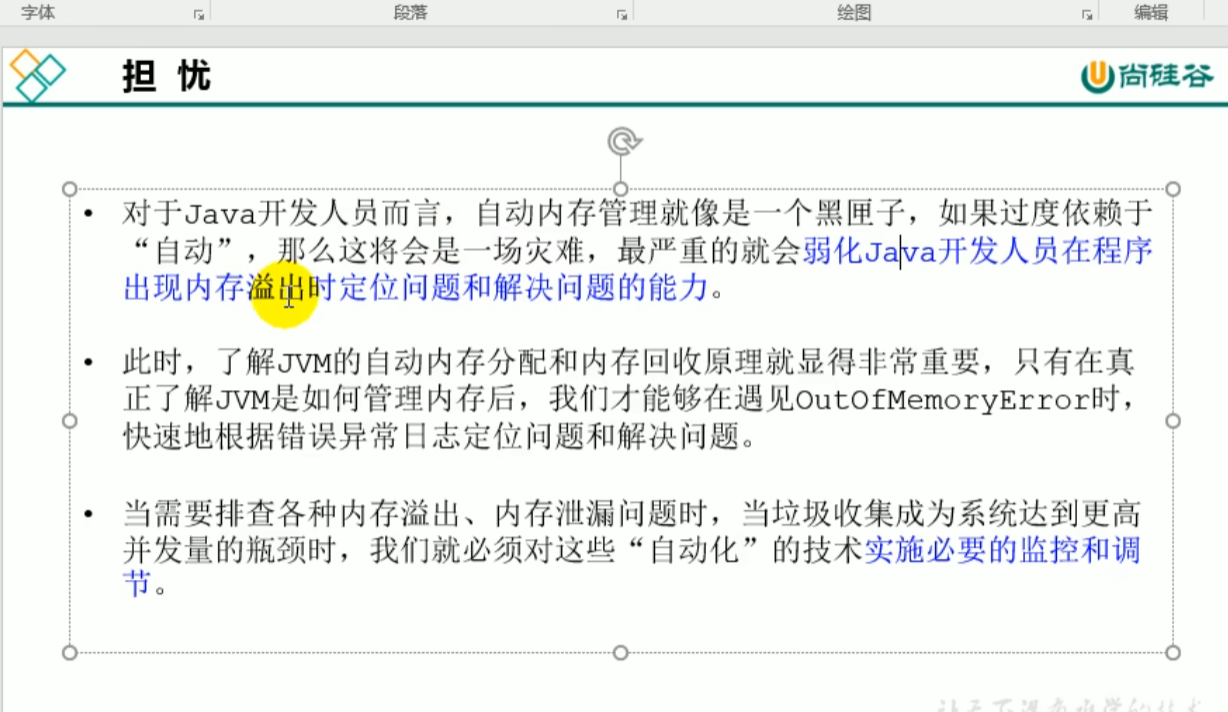 字体 段落 绘图 编辑
担 忧
尚硅谷
• 对于Java开发人员而言，自动内存管理就像是一个黑匣子，如果过度依赖于
“自动”，那么这将会是一场灾难，最严重的就会弱化Java开发人员在程序
出现内存溢出时定位问题和解决问题的能力。
• 此时，了解JVM的自动内存分配和内存回收原理就显得非常重要，只有在真
正了解JVM是如何管理内存后，我们才能够在遇见OutOfMemoryError时，
快速地根据错误异常日志定位问题和解决问题。
• 当需要排查各种内存溢出、内存泄漏问题时，当垃圾收集成为系统达到更高
并发量的瓶颈时，我们就必须对这些“自动化”的技术实施必要的监控和调
节。